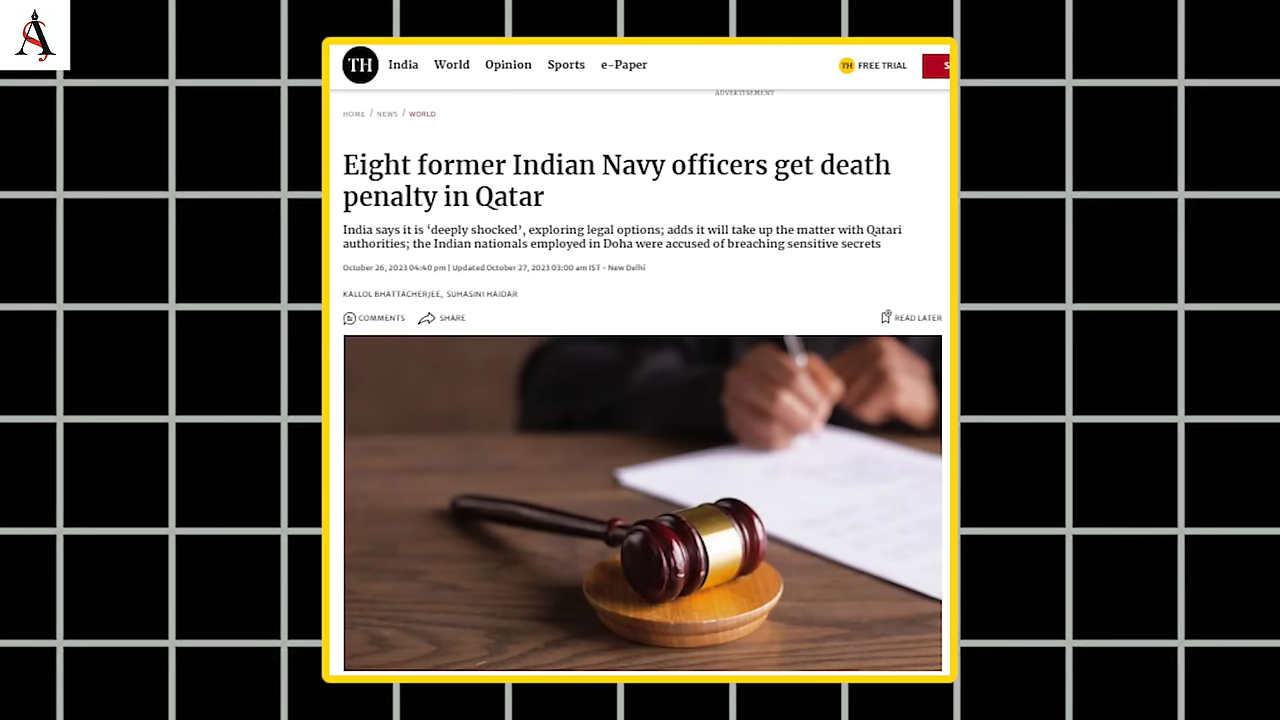 AS
TH India World Opinion Sports e-Paper TH FREE TRIAL S
ADVERTISEMENT
HOME / NEWS / WORLD
Eight former Indian Navy officers get death
penalty in Qatar
India says it is ‘deeply shocked’, exploring legal options; adds it will take up the matter with Qatari
authorities; the Indian nationals employed in Doha were accused of breaching sensitive secrets
October 26, 2023 04:40 pm | Updated October 27, 2023 03:00 am IST - New Delhi
KALLOL BHATTACHERJEE, SUHASINI HAIDAR
COMMENTS SHARE READ LATER